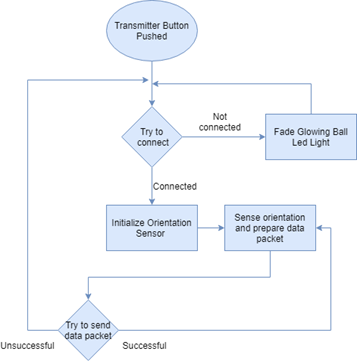 Transmitter Button
Pushed
Try to
connect
Not
connected
Fade Glowing Ball
Led Light
Connected
Initialize Orientation
Sensor
Sense orientation
and prepare data
packet
Try to send
data packet
Unsuccessful
Successful